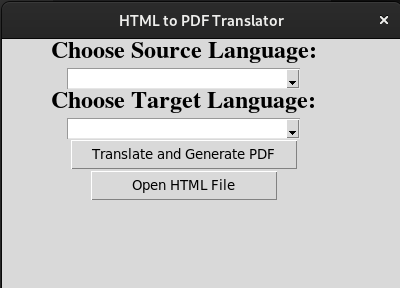 HTML to PDF Translator
Choose Source Language:
Choose Target Language:
Translate and Generate PDF
Open HTML File